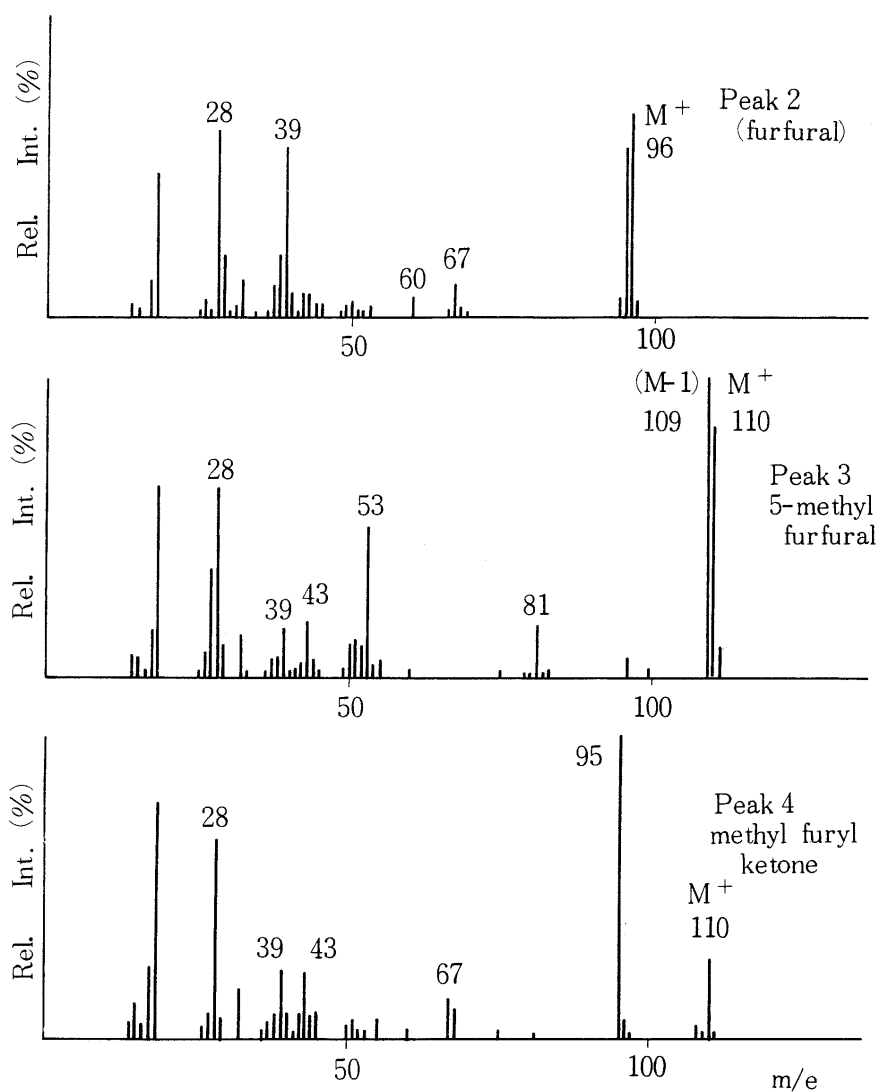 Rel. Int. (%)
28
39
M+
96
Peak 2
(furfural)
60
67
50
100
Rel. Int. (%)
(M-1)
109
M+
110
28
53
Peak 3
5-methyl
furfural
39
43
81
50
100
Rel. Int. (%)
95
28
Peak 4
methyl furyl
ketone
M+
110
39
43
67
50
100
m/e